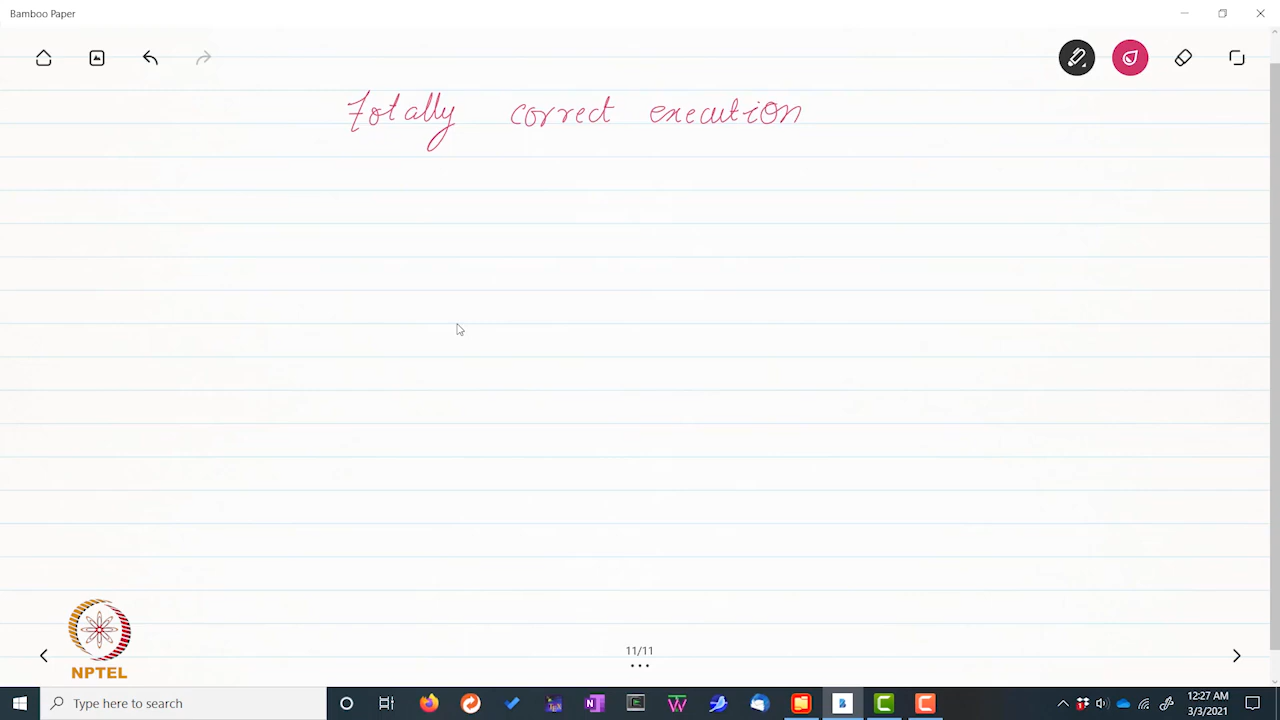 Bamboo Paper
Totally correct execution
11/11
NPTEL
Type here to search
12:27 AM
3/3/2021